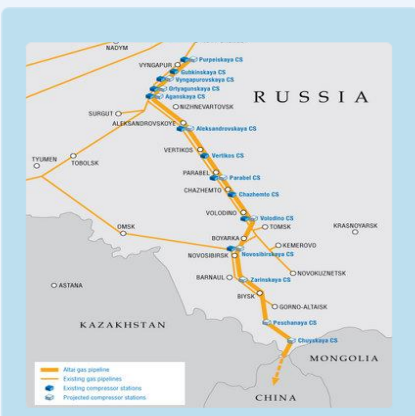 NADYM
Purpeiskaya CS
VYNGAPUR
Gubkinskaya CS
Vyngapurovskaya CS
Ortyagunskaya CS
Aganskaya CS
RUSSIA
NIZHNEVARTOVSK
SURGUT
ALEKSANDROVSKOYE
Aleksandrovskaya CS
VERTIKOS
Vertikos CS
TYUMEN
TOBOLSK
PARABEL
Parabel CS
CHAZHEMTO
Chazhemto CS
VOLODINO
Volodino CS
OMSK
TOMSK
KRASNOYARSK
BOYARKA
KEMEROVO
NOVOSIBIRSK
Novosibirskaya CS
NOVOKUZNETSK
BARNAUL
Zarinskaya CS
ASTANA
BIYSK
GORNO-ALTAISK
KAZAKHSTAN
Peschanaya CS
Chuyskaya CS
MONGOLIA
Altai gas pipeline
Existing gas pipelines
Existing compressor stations
Projected compressor stations
CHINA